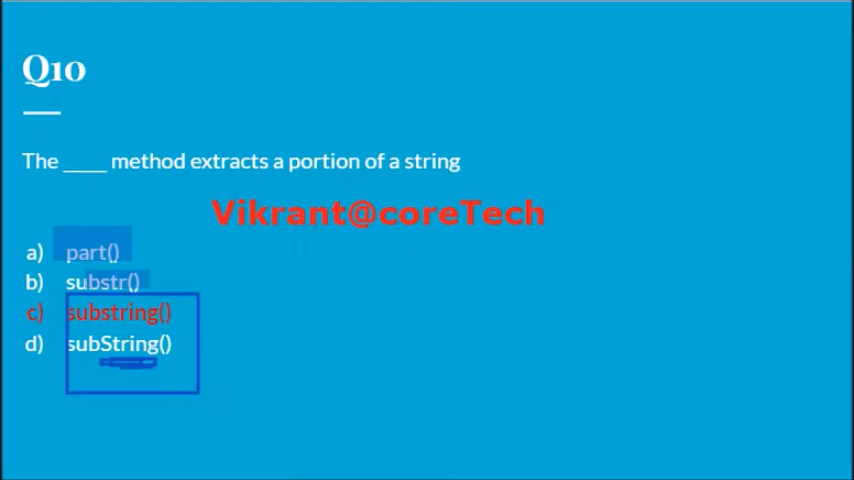 Q10
The ____ method extracts a portion of a string
Vikrant@coreTech
a) part()
b) substr()
c) substring()
d) subString()